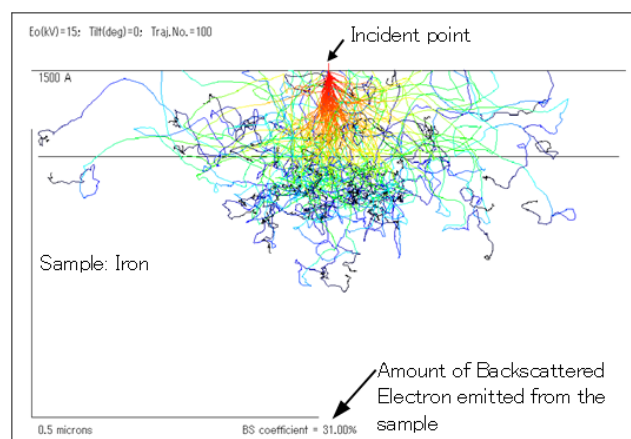 Eo(kV)=15: Tilt(deg)=0: Traj.No.=100
Incident point
1500 A
Sample: Iron
Amount of Backscattered
Electron emitted from the
sample
0.5 microns
BS coefficient = 31.00%